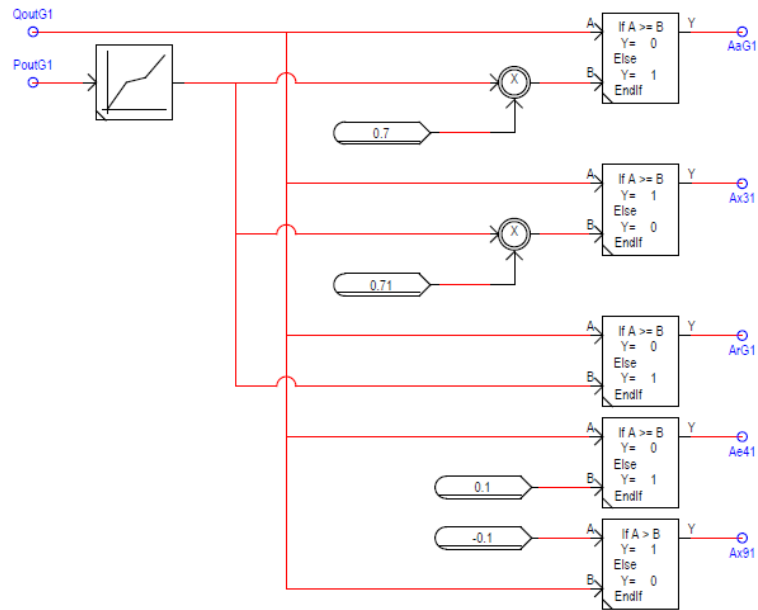 QoutG1
PoutG1
A If A >= B Y
Y= 0
Else
B Y= 1
EndIf
AaG1
X
0.7
A If A >= B Y
Y= 1
Else
B Y= 0
EndIf
Ax31
X
0.71
A If A >= B Y
Y= 0
Else
B Y= 1
EndIf
ArG1
A If A >= B Y
Y= 0
Else
B Y= 1
EndIf
Ae41
0.1
-0.1
A If A > B Y
Y= 1
Else
B Y= 0
EndIf
Ax91